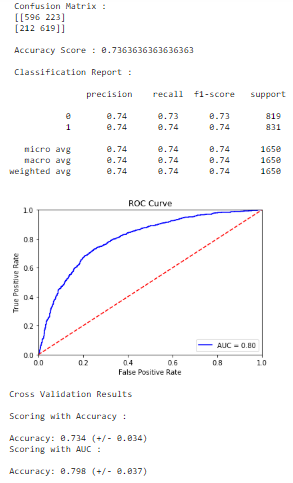 Confusion Matrix :
[[596 223]
[212 619]]
Accuracy Score : 0.7363636363636363
Classification Report :
precision recall f1-score support
0 0.74 0.73 0.73 819
1 0.74 0.74 0.74 831
micro avg 0.74 0.74 0.74 1650
macro avg 0.74 0.74 0.74 1650
weighted avg 0.74 0.74 0.74 1650
ROC Curve
1.0
0.8
0.6
0.4
0.2
0.0
True Positive Rate
AUC = 0.80
0.0 0.2 0.4 0.6 0.8 1.0
False Positive Rate
Cross Validation Results
Scoring with Accuracy :
Accuracy: 0.734 (+/- 0.034)
Scoring with AUC :
Accuracy: 0.798 (+/- 0.037)